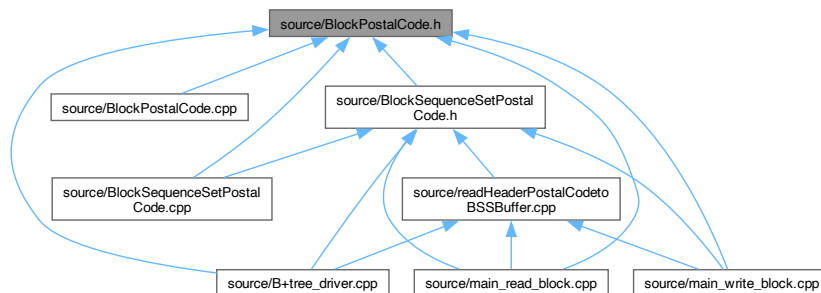 source/BlockPostalCode.h
source/BlockPostalCode.cpp
source/BlockSequenceSetPostal
Code.h
source/BlockSequenceSetPostal
Code.cpp
source/readHeaderPostalCodeto
BSSBuffer.cpp
source/B+tree_driver.cpp
source/main_read_block.cpp
source/main_write_block.cpp